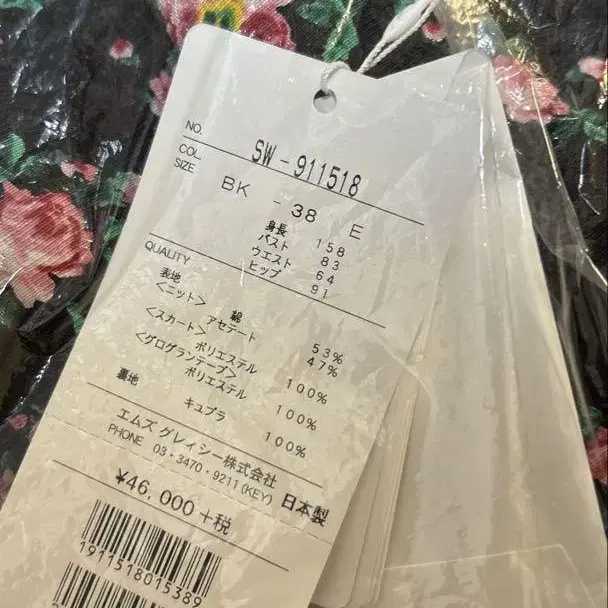 NO. SW-911518
COL. BK - 38 E
SIZE
身長 158
バスト 83
ウエスト 64
ヒップ 91
QUALITY
表地
<ニット>
綿 53%
アセテート 47%
<スカート>
ポリエステル 100%
<グログランテープ>
ポリエステル 100%
裏地
キュプラ 100%
エムズ グレイシー株式会社
PHONE 03・3470・9211(KEY) 日本製
¥46,000+税
1911518015389